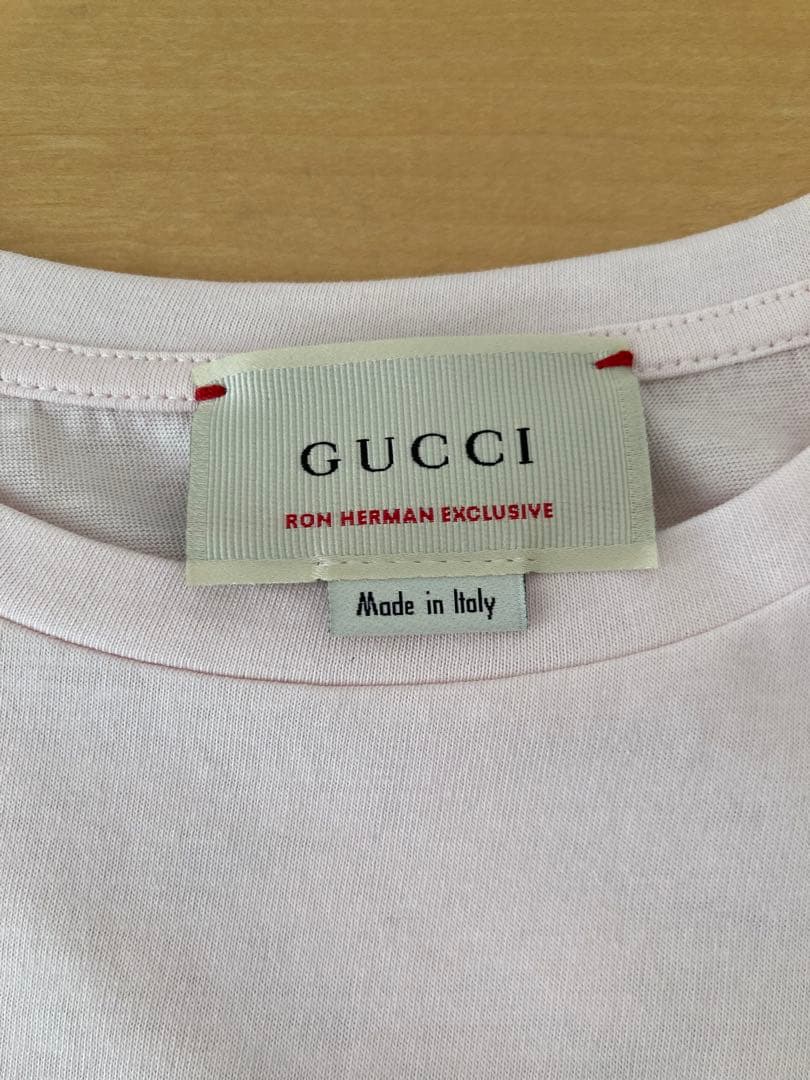 GUCCI
RON HERMAN EXCLUSIVE
Made in Italy